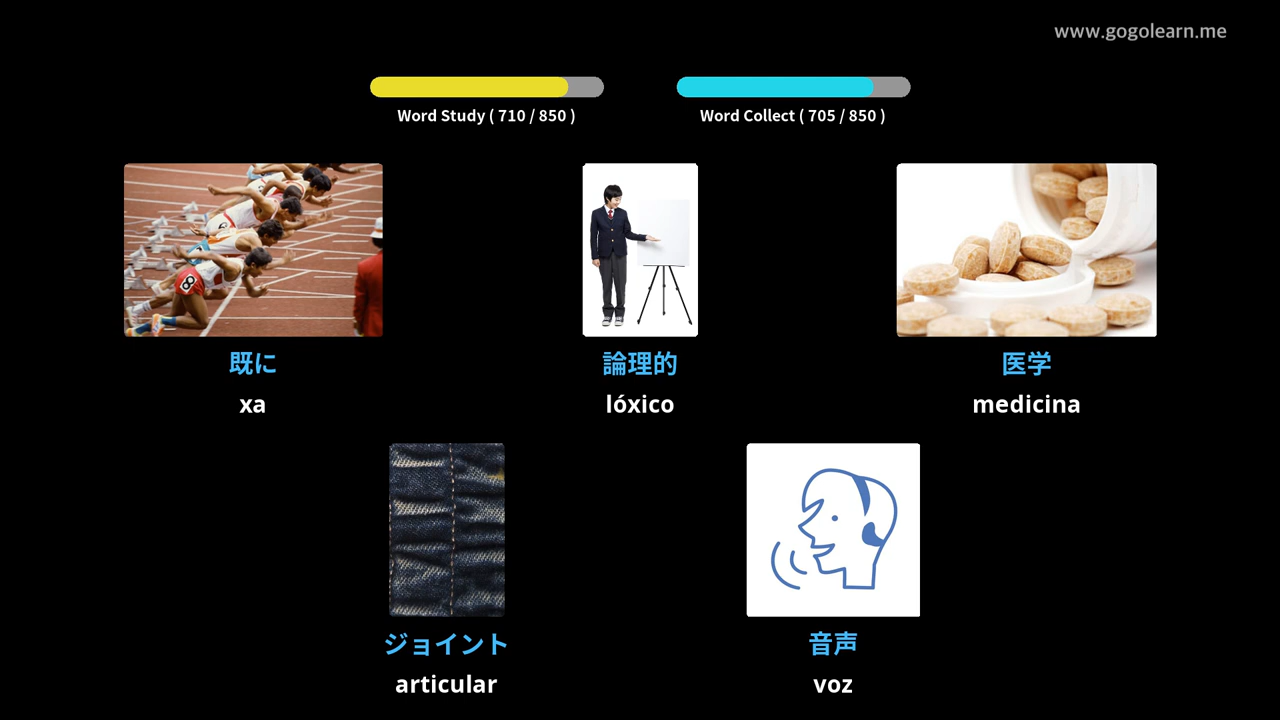 www.gogolearn.me
Word Study ( 710 / 850 )
Word Collect ( 705 / 850 )
既に
xa
論理的
lóxico
医学
medicina
ジョイント
articular
音声
voz